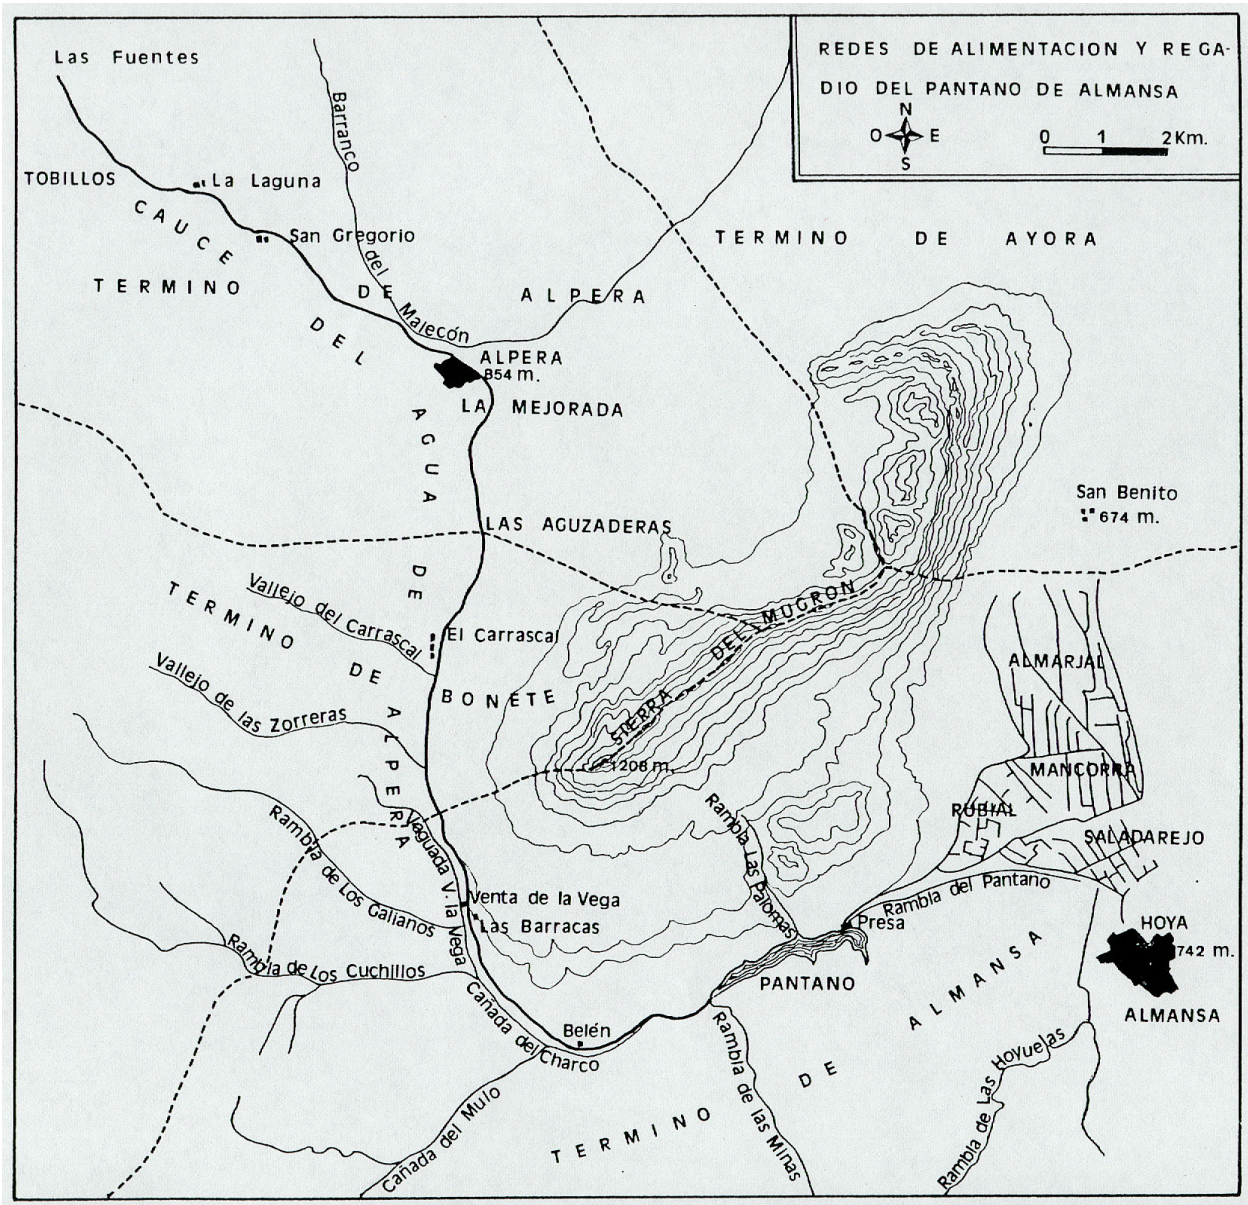 REDES DE ALIMENTACION Y REGA-
DIO DEL PANTANO DE ALMANSA
N
O E
S
0 1 2 Km.
Las Fuentes
Barranco del Malecón
TOBILLOS
La Laguna
CAUCE DEL AGUA DE ALPERA
San Gregorio
TERMINO DE AYORA
TERMINO DE ALPERA
ALPERA
854 m.
LA MEJORADA
San Benito
674 m.
LAS AGUZADERAS
Vallejo del Carrascal
TERMINO DE BONETE
El Carrascal
SIERRA DEL MUGRON
ALMARJAL
Vallejo de las Zorreras
1208 m.
MANCORRA
RUBIAL
SALADAREJO
Rambla de Los Galianos
Vaguada V. la Vega
Rambla Las Palomas
Venta de la Vega
Las Barracas
Rambla del Pantano
Presa
HOYA
742 m.
ALMANSA
Rambla de Los Cuchillos
PANTANO
Cañada del Charco
Belén
Rambla de las Minas
Rambla de Las Hoyuelas
Cañada del Mulo
TERMINO DE ALMANSA